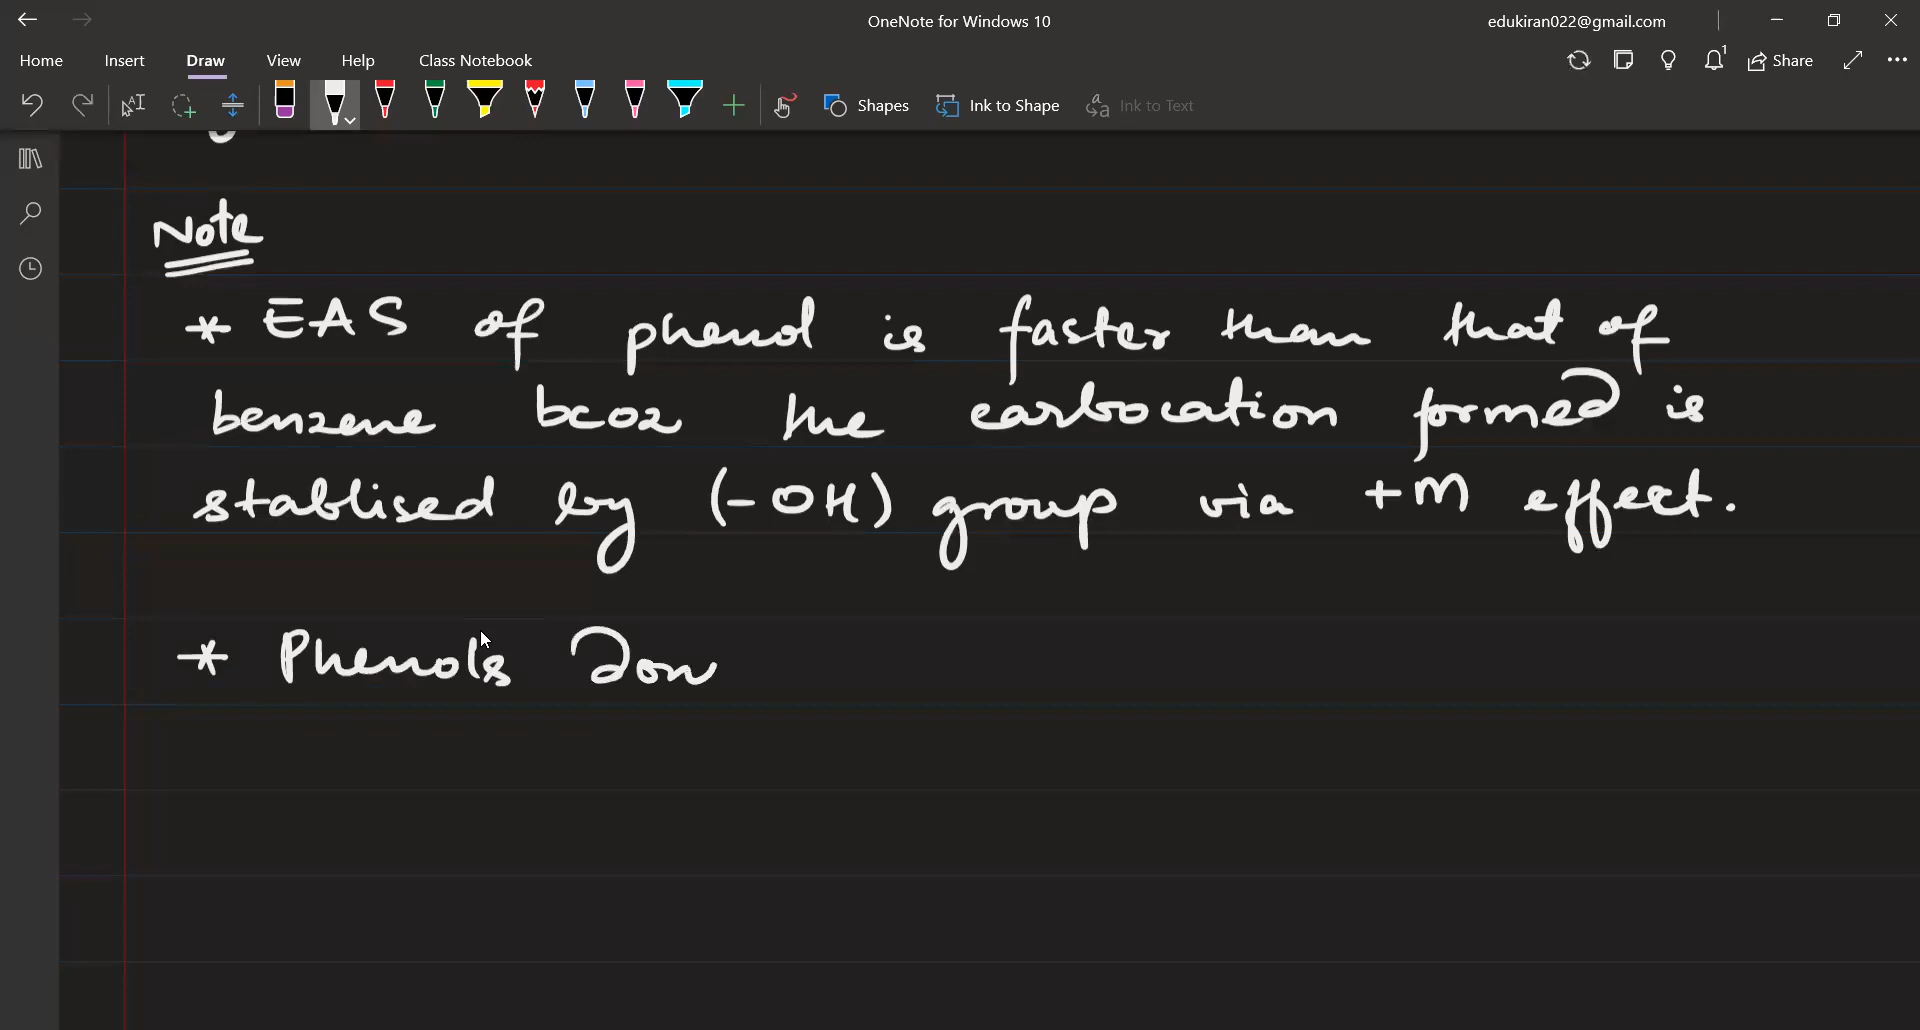 OneNote for Windows 10
edukiran022@gmail.com
Home Insert Draw View Help Class Notebook
1 Share
Shapes Ink to Shape Ink to Text
Note
* EAS of phenol is faster than that of
benzene bcoz the carbocation formed is
stablised by (-OH) group via +M effect.
* Phenols don